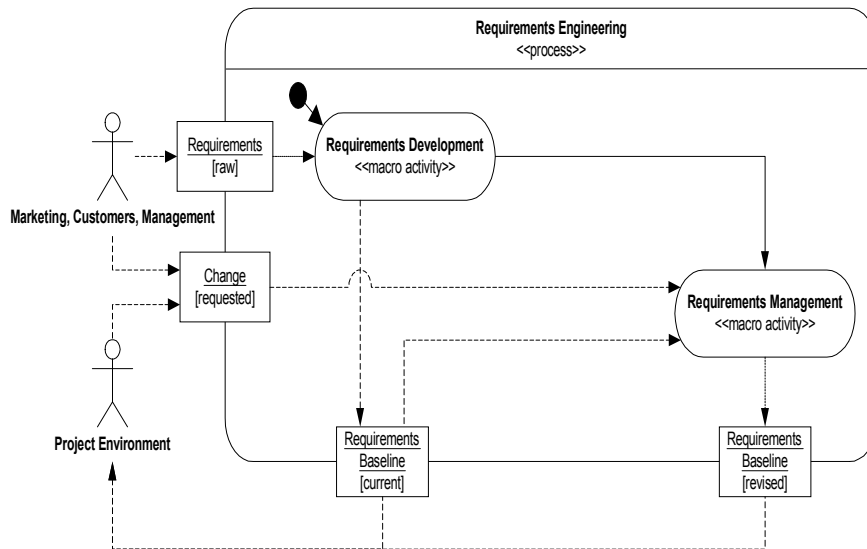 Requirements Engineering
<<process>>
Requirements
[raw]
Requirements Development
<<macro activity>>
Marketing, Customers, Management
Change
[requested]
Requirements Management
<<macro activity>>
Project Environment
Requirements
Baseline
[current]
Requirements
Baseline
[revised]